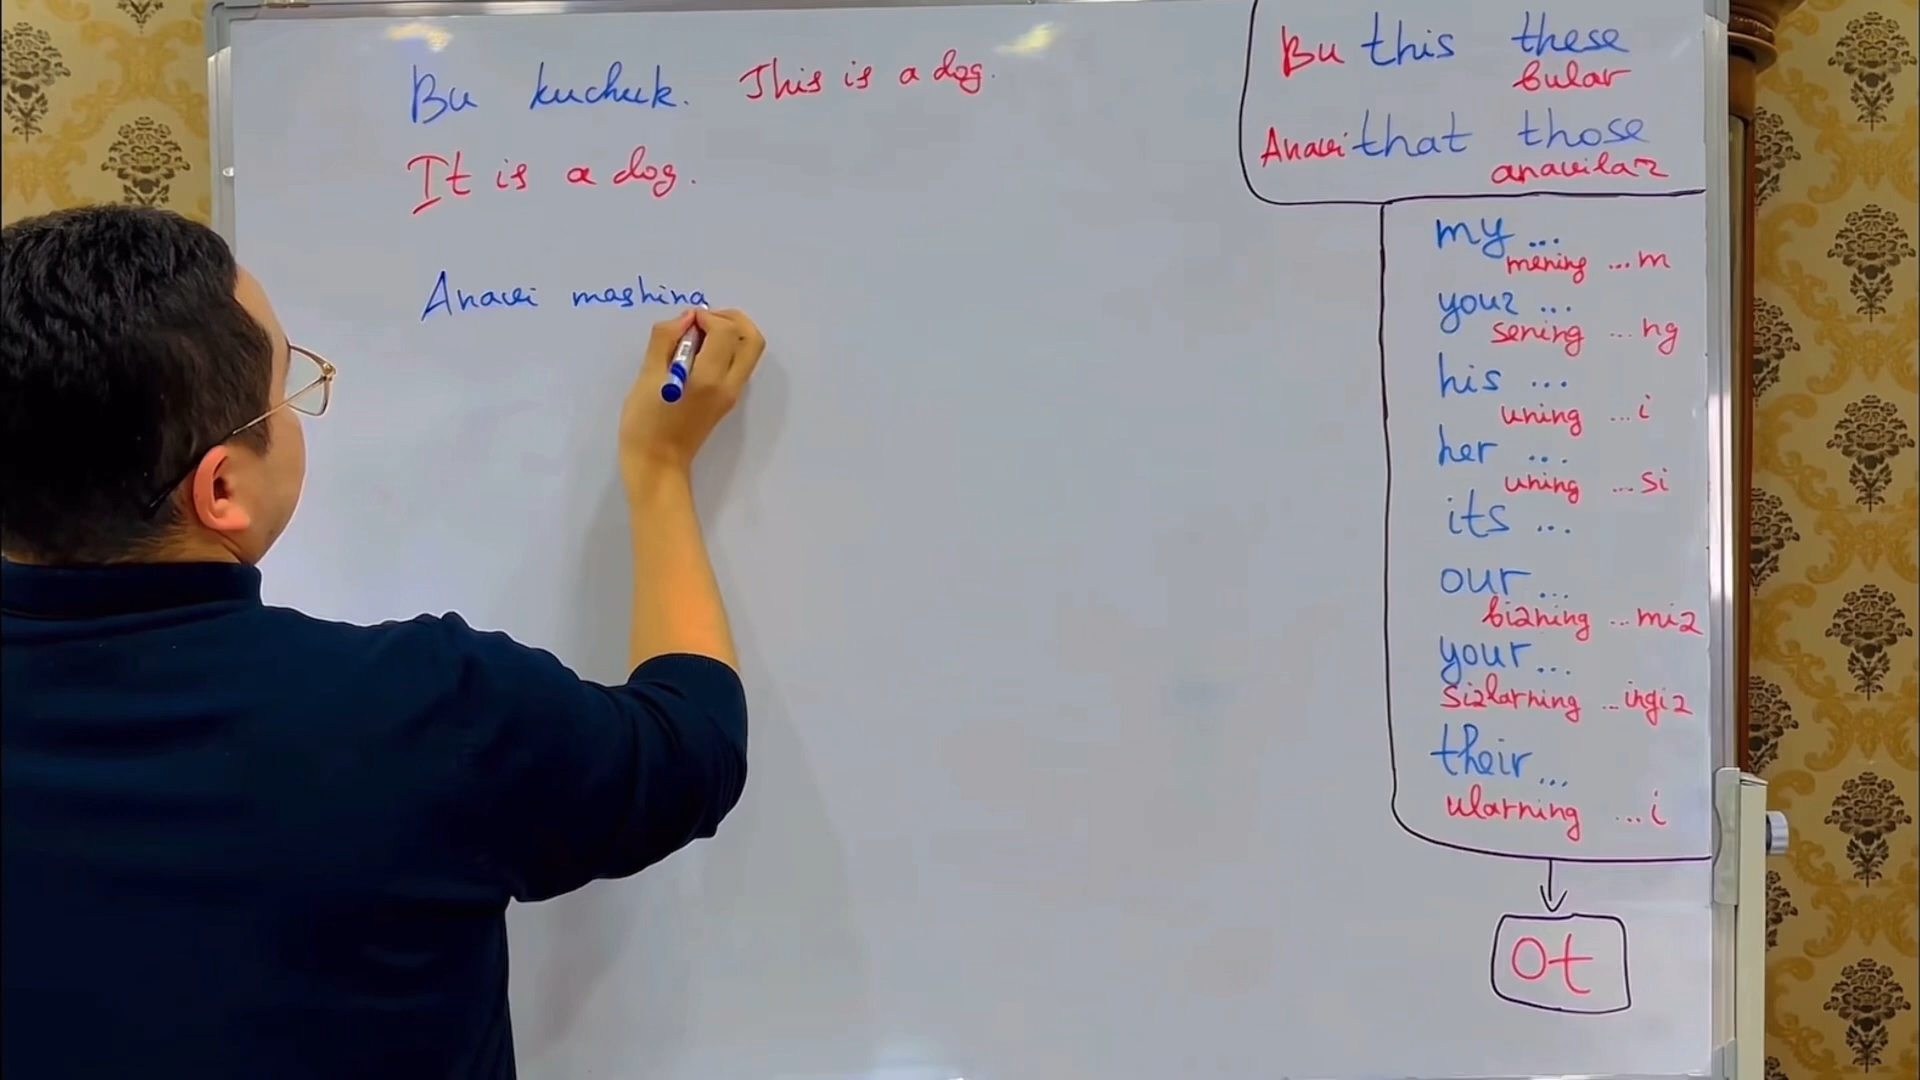 Bu kuchuk. This is a dog.
It is a dog.
Anavi mashina
Bu this these
bular
Anavi that those
anavilar
my ...
mening ...m
your ...
sening ...ng
his ...
uning ...i
her ...
uning ...si
its ...
our ...
bizning ...miz
your...
sizlarning ...ingiz
their...
ularning ...i
Ot